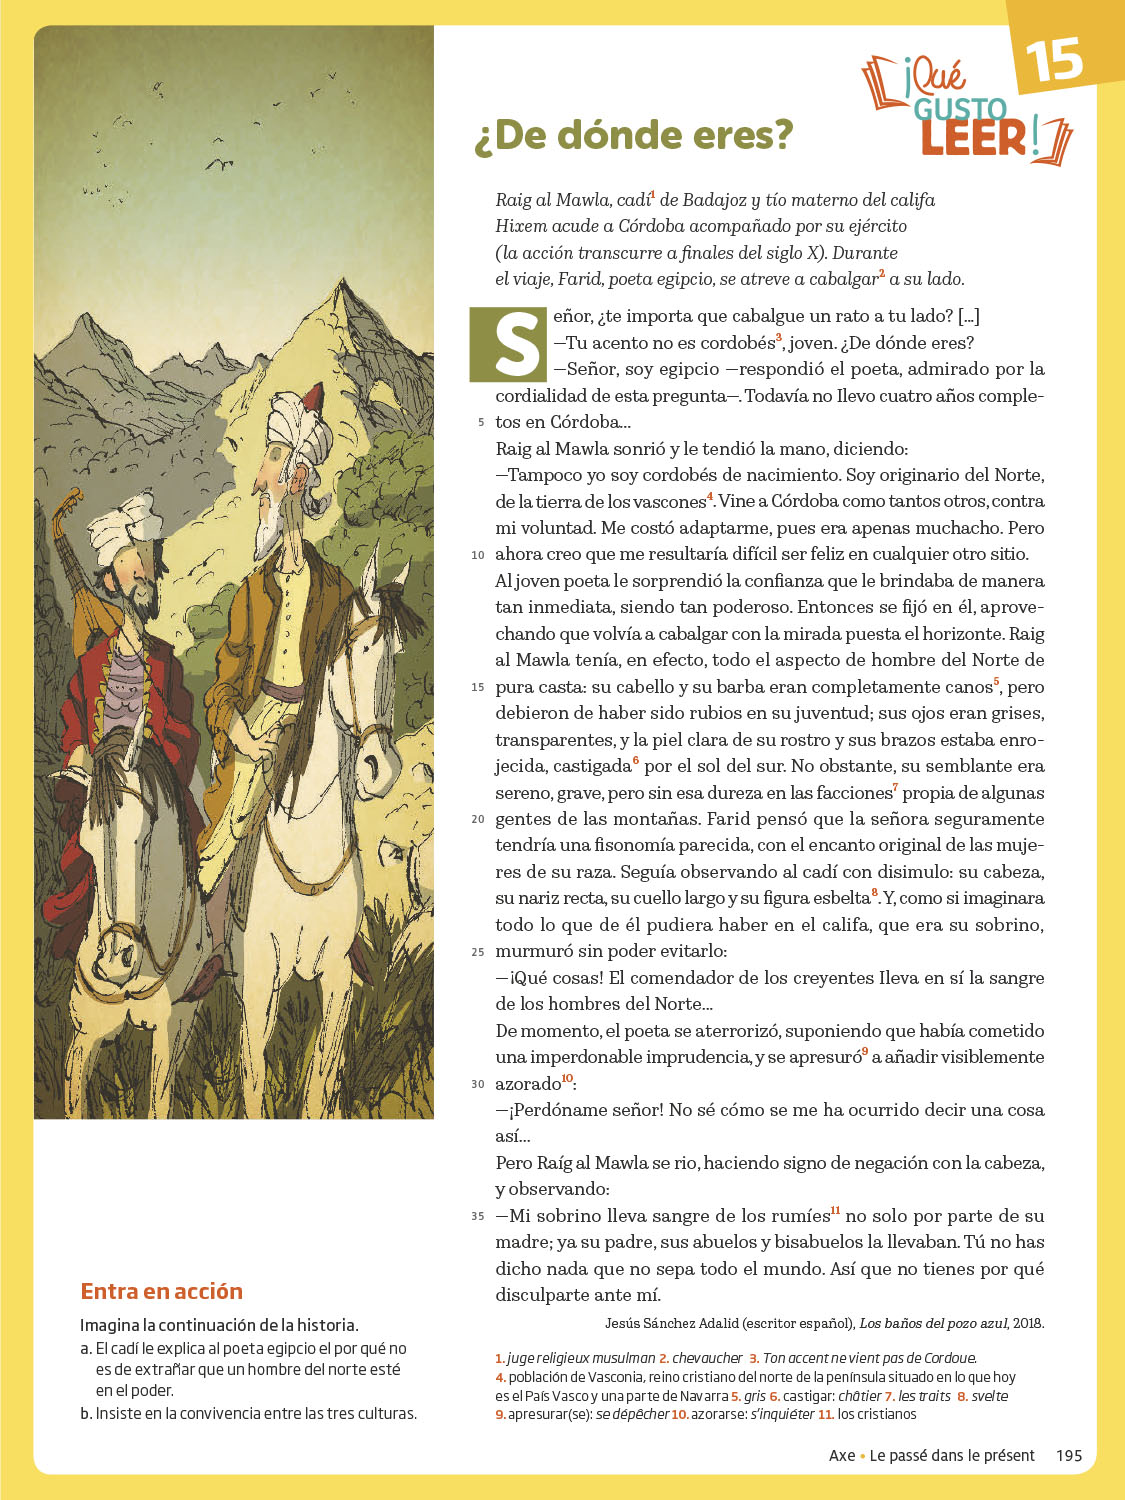 15
¡Qué
GUSTO
LEER!
¿De dónde eres?
Raig al Mawla, cadí1 de Badajoz y tío materno del califa
Hixem acude a Córdoba acompañado por su ejército
(la acción transcurre a finales del siglo X). Durante
el viaje, Farid, poeta egipcio, se atreve a cabalgar2 a su lado.
Señor, ¿te importa que cabalgue un rato a tu lado? [...]
—Tu acento no es cordobés3, joven. ¿De dónde eres?
—Señor, soy egipcio —respondió el poeta, admirado por la
cordialidad de esta pregunta—. Todavía no llevo cuatro años comple-
5 tos en Córdoba...
Raig al Mawla sonrió y le tendió la mano, diciendo:
—Tampoco yo soy cordobés de nacimiento. Soy originario del Norte,
de la tierra de los vascones4. Vine a Córdoba como tantos otros, contra
mi voluntad. Me costó adaptarme, pues era apenas muchacho. Pero
10 ahora creo que me resultaría difícil ser feliz en cualquier otro sitio.
Al joven poeta le sorprendió la confianza que le brindaba de manera
tan inmediata, siendo tan poderoso. Entonces se fijó en él, aprove-
chando que volvía a cabalgar con la mirada puesta el horizonte. Raig
al Mawla tenía, en efecto, todo el aspecto de hombre del Norte de
15 pura casta: su cabello y su barba eran completamente canos5, pero
debieron de haber sido rubios en su juventud; sus ojos eran grises,
transparentes, y la piel clara de su rostro y sus brazos estaba enro-
jecida, castigada6 por el sol del sur. No obstante, su semblante era
sereno, grave, pero sin esa dureza en las facciones7 propia de algunas
20 gentes de las montañas. Farid pensó que la señora seguramente
tendría una fisonomía parecida, con el encanto original de las muje-
res de su raza. Seguía observando al cadí con disimulo: su cabeza,
su nariz recta, su cuello largo y su figura esbelta8. Y, como si imaginara
todo lo que de él pudiera haber en el califa, que era su sobrino,
25 murmuró sin poder evitarlo:
—¡Qué cosas! El comendador de los creyentes lleva en sí la sangre
de los hombres del Norte...
De momento, el poeta se aterrorizó, suponiendo que había cometido
una imperdonable imprudencia, y se apresuró9 a añadir visiblemente
30 azorado10:
—¡Perdóname señor! No sé cómo se me ha ocurrido decir una cosa
así...
Pero Raíg al Mawla se rio, haciendo signo de negación con la cabeza,
y observando:
35 —Mi sobrino lleva sangre de los rumíes11 no solo por parte de su
madre; ya su padre, sus abuelos y bisabuelos la llevaban. Tú no has
dicho nada que no sepa todo el mundo. Así que no tienes por qué
disculparte ante mí.
Jesús Sánchez Adalid (escritor español), Los baños del pozo azul, 2018.
1. juge religieux musulman 2. chevaucher 3. Ton accent ne vient pas de Cordoue.
4. población de Vasconia, reino cristiano del norte de la península situado en lo que hoy
es el País Vasco y una parte de Navarra 5. gris 6. castigar: châtier 7. les traits 8. svelte
9. apresurar(se): se dépêcher 10. azorarse: s'inquiéter 11. los cristianos
Entra en acción
Imagina la continuación de la historia.
a. El cadí le explica al poeta egipcio el por qué no
es de extrañar que un hombre del norte esté
en el poder.
b. Insiste en la convivencia entre las tres culturas.
Axe • Le passé dans le présent 195